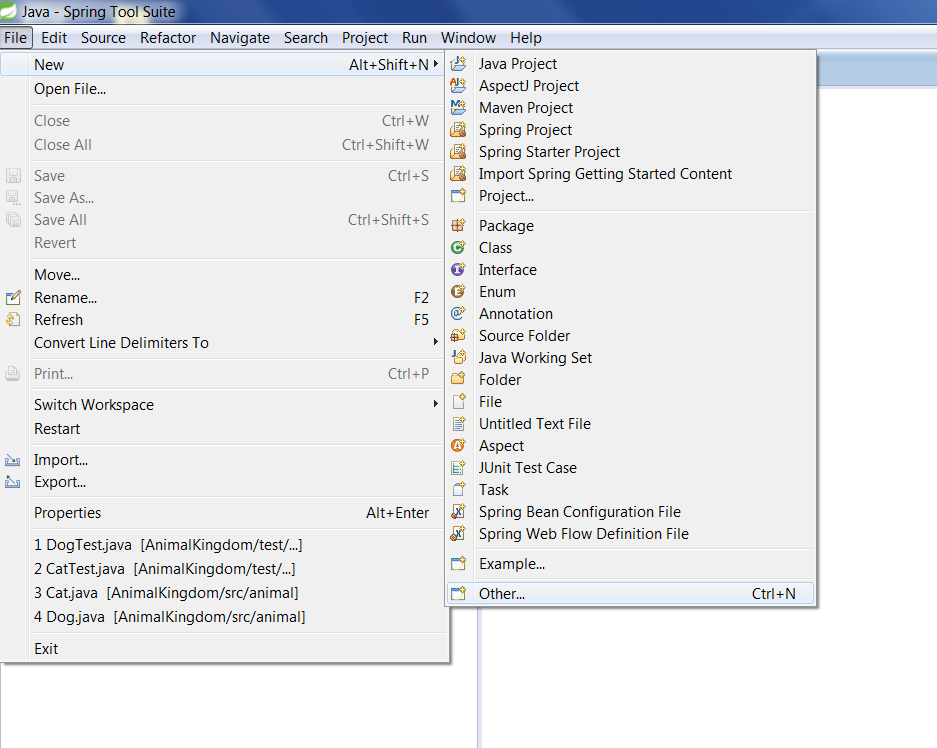 Java - Spring Tool Suite
File Edit Source Refactor Navigate Search Project Run Window Help
New Alt+Shift+N
Open File...
Close Ctrl+W
Close All Ctrl+Shift+W
Save Ctrl+S
Save As...
Save All Ctrl+Shift+S
Revert
Move...
Rename... F2
Refresh F5
Convert Line Delimiters To
Print... Ctrl+P
Switch Workspace
Restart
Import...
Export...
Properties Alt+Enter
1 DogTest.java [AnimalKingdom/test/...]
2 CatTest.java [AnimalKingdom/test/...]
3 Cat.java [AnimalKingdom/src/animal]
4 Dog.java [AnimalKingdom/src/animal]
Exit
Java Project
AspectJ Project
Maven Project
Spring Project
Spring Starter Project
Import Spring Getting Started Content
Project...
Package
Class
Interface
Enum
Annotation
Source Folder
Java Working Set
Folder
File
Untitled Text File
Aspect
JUnit Test Case
Task
Spring Bean Configuration File
Spring Web Flow Definition File
Example...
Other... Ctrl+N